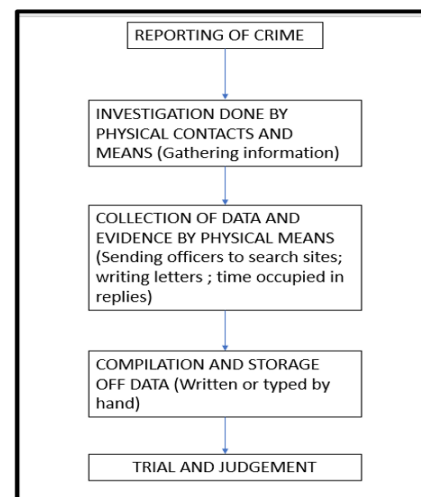 REPORTING OF CRIME
INVESTIGATION DONE BY
PHYSICAL CONTACTS AND
MEANS (Gathering information)
COLLECTION OF DATA AND
EVIDENCE BY PHYSICAL MEANS
(Sending officers to search sites;
writing letters ; time occupied in
replies)
COMPILATION AND STORAGE
OFF DATA (Written or typed by
hand)
TRIAL AND JUDGEMENT